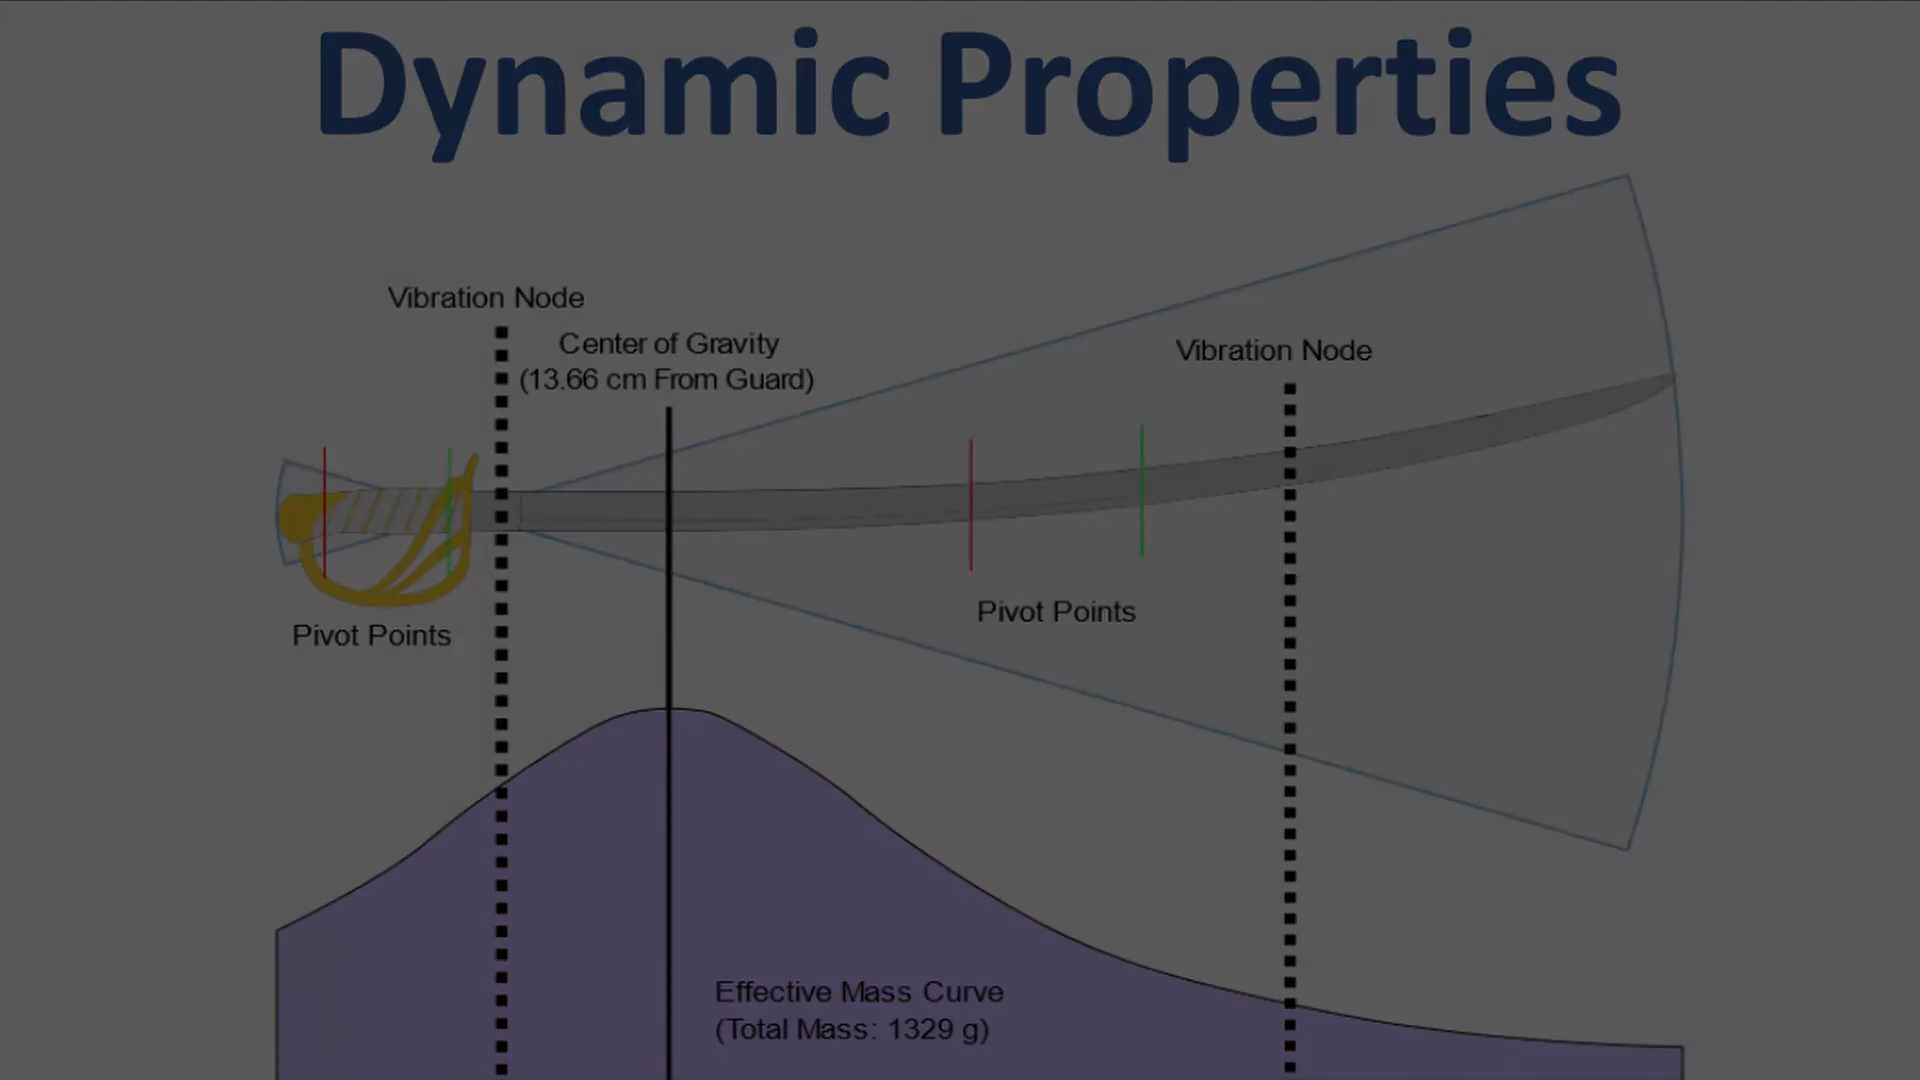 Dynamic Properties
Vibration Node
Center of Gravity
(13.66 cm From Guard)
Vibration Node
Pivot Points
Pivot Points
Effective Mass Curve
(Total Mass: 1329 g)